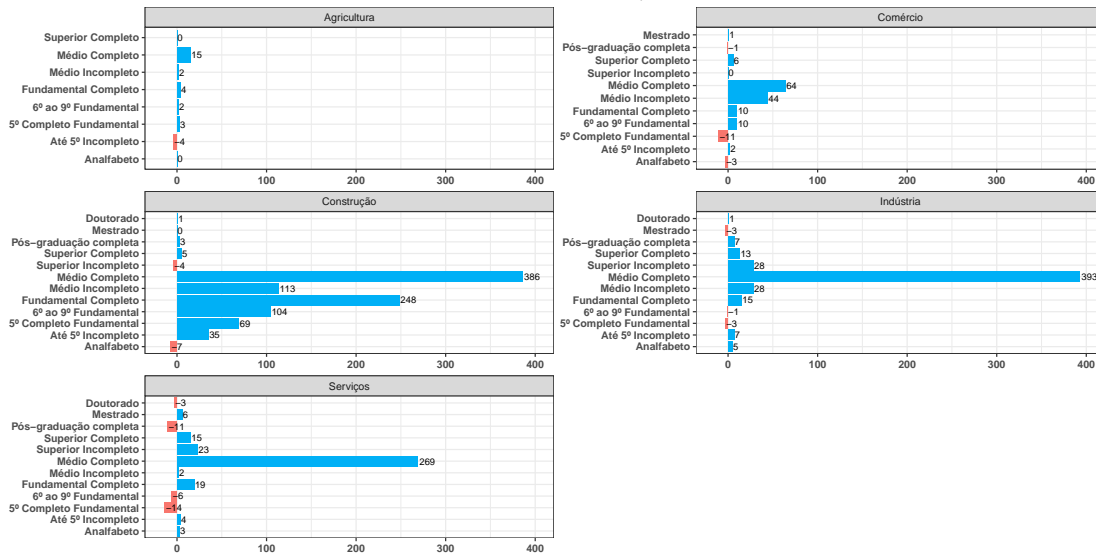 Agricultura
Superior Completo 0
Médio Completo 15
Médio Incompleto 2
Fundamental Completo 4
6º ao 9º Fundamental 2
5º Completo Fundamental 3
Até 5º Incompleto −4
Analfabeto 0
0 100 200 300 400
Comércio
Mestrado 1
Pós−graduação completa −1
Superior Completo 6
Superior Incompleto 0
Médio Completo 64
Médio Incompleto 44
Fundamental Completo 10
6º ao 9º Fundamental 10
5º Completo Fundamental −11
Até 5º Incompleto 2
Analfabeto −3
0 100 200 300 400
Construção
Doutorado 1
Mestrado 0
Pós−graduação completa 3
Superior Completo 5
Superior Incompleto −4
Médio Completo 386
Médio Incompleto 113
Fundamental Completo 248
6º ao 9º Fundamental 104
5º Completo Fundamental 69
Até 5º Incompleto 35
Analfabeto −7
0 100 200 300 400
Indústria
Doutorado 1
Mestrado −3
Pós−graduação completa 7
Superior Completo 13
Superior Incompleto 28
Médio Completo 393
Médio Incompleto 28
Fundamental Completo 15
6º ao 9º Fundamental −1
5º Completo Fundamental −3
Até 5º Incompleto 7
Analfabeto 5
0 100 200 300 400
Serviços
Doutorado −3
Mestrado 6
Pós−graduação completa −11
Superior Completo 15
Superior Incompleto 23
Médio Completo 269
Médio Incompleto 2
Fundamental Completo 19
6º ao 9º Fundamental −6
5º Completo Fundamental −14
Até 5º Incompleto 4
Analfabeto 3
0 100 200 300 400